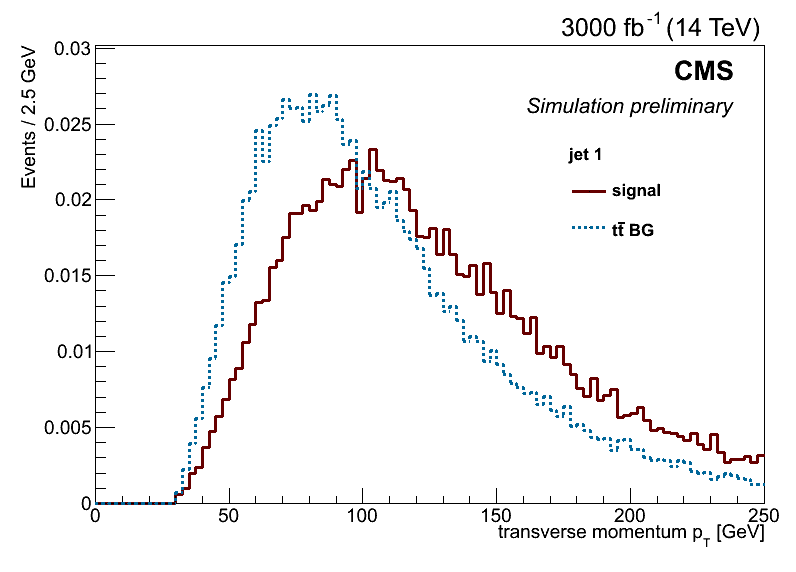 3000 fb⁻¹ (14 TeV)
Events / 2.5 GeV
CMS
Simulation preliminary
jet 1
signal
tt̄ BG
0.03
0.025
0.02
0.015
0.01
0.005
0
0 50 100 150 200 250
transverse momentum p_T [GeV]